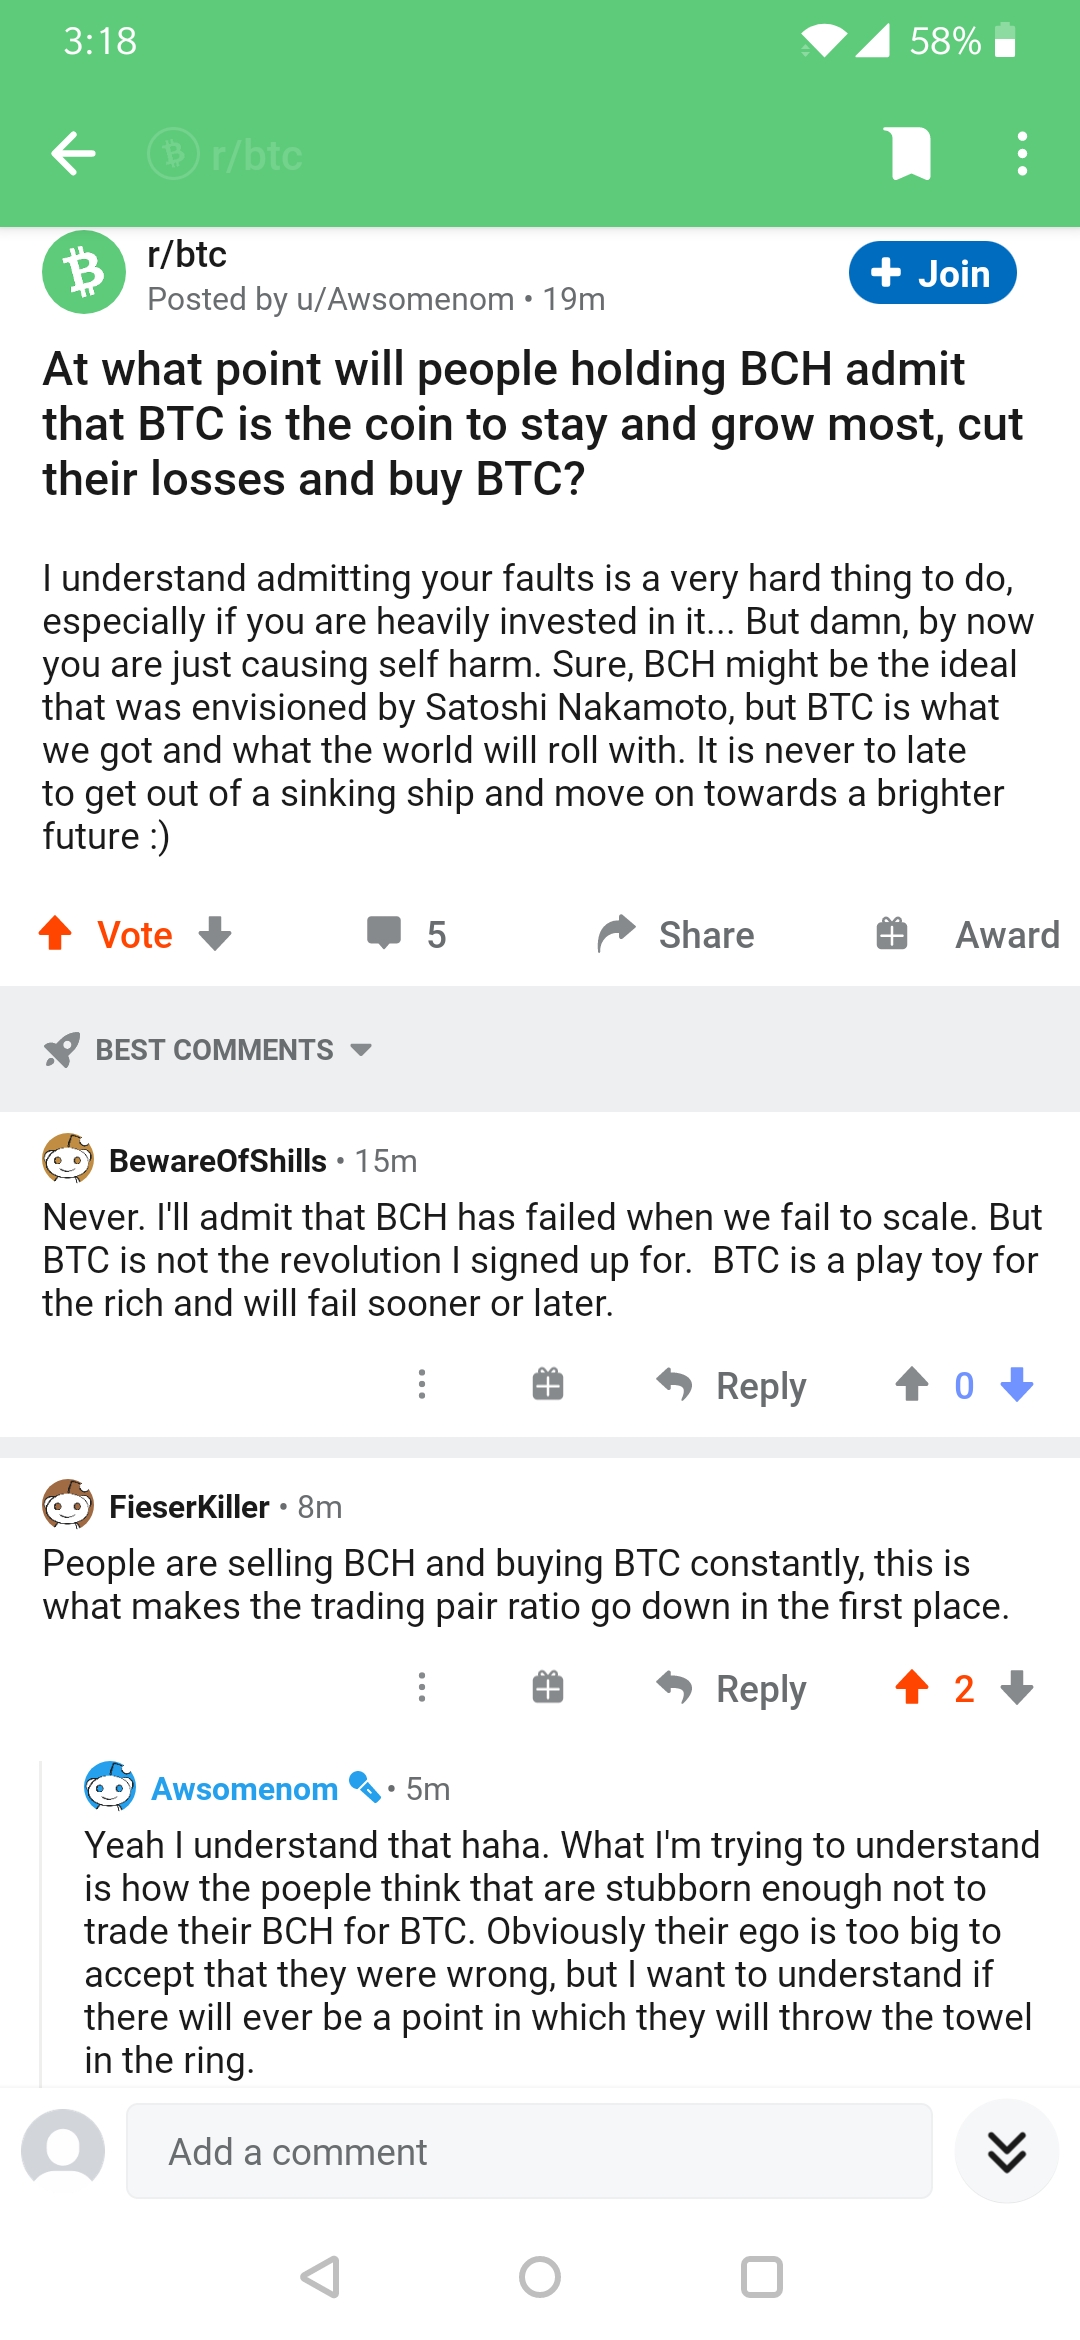 3:18
58%
r/btc
r/btc
Posted by u/Awsomenom • 19m
Join
At what point will people holding BCH admit
that BTC is the coin to stay and grow most, cut
their losses and buy BTC?
I understand admitting your faults is a very hard thing to do,
especially if you are heavily invested in it... But damn, by now
you are just causing self harm. Sure, BCH might be the ideal
that was envisioned by Satoshi Nakamoto, but BTC is what
we got and what the world will roll with. It is never to late
to get out of a sinking ship and move on towards a brighter
future :)
Vote
5
Share
Award
BEST COMMENTS
BewareOfShills • 15m
Never. I'll admit that BCH has failed when we fail to scale. But
BTC is not the revolution I signed up for.  BTC is a play toy for
the rich and will fail sooner or later.
Reply
0
FieserKiller • 8m
People are selling BCH and buying BTC constantly, this is
what makes the trading pair ratio go down in the first place.
Reply
2
Awsomenom • 5m
Yeah I understand that haha. What I'm trying to understand
is how the poeple think that are stubborn enough not to
trade their BCH for BTC. Obviously their ego is too big to
accept that they were wrong, but I want to understand if
there will ever be a point in which they will throw the towel
in the ring.
Add a comment